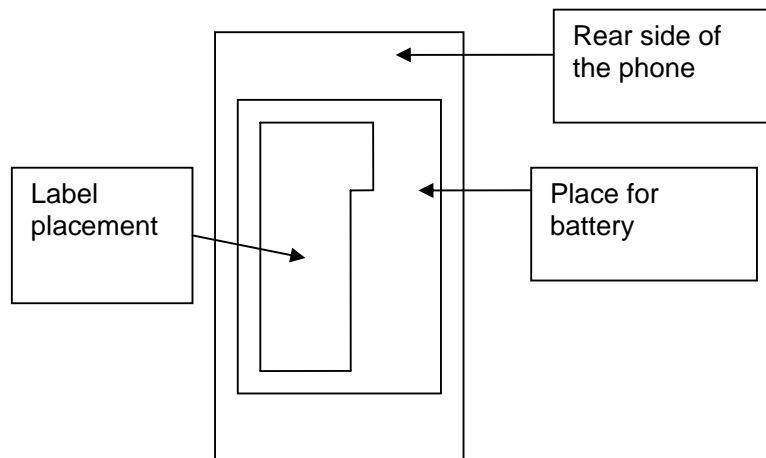 Rear side of
the phone
Label
placement
Place for
battery